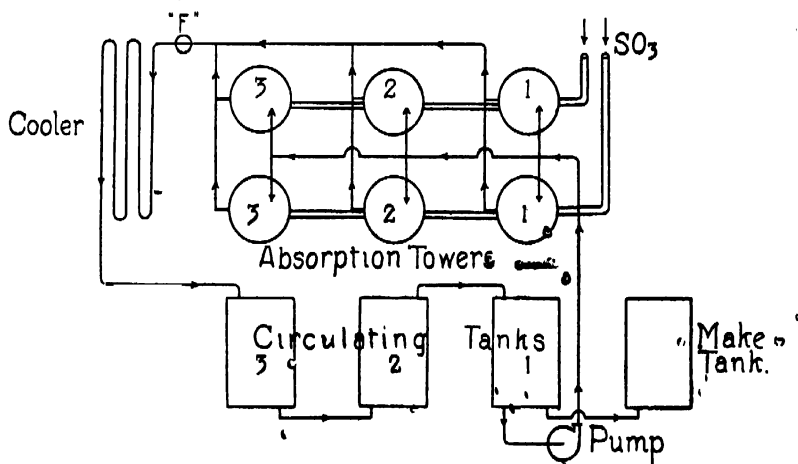 "F"
SO₃
3 2 1
Cooler
3 2 1
Absorption Towers
Circulating Tanks
3 2 1
Make
Tank.
Pump